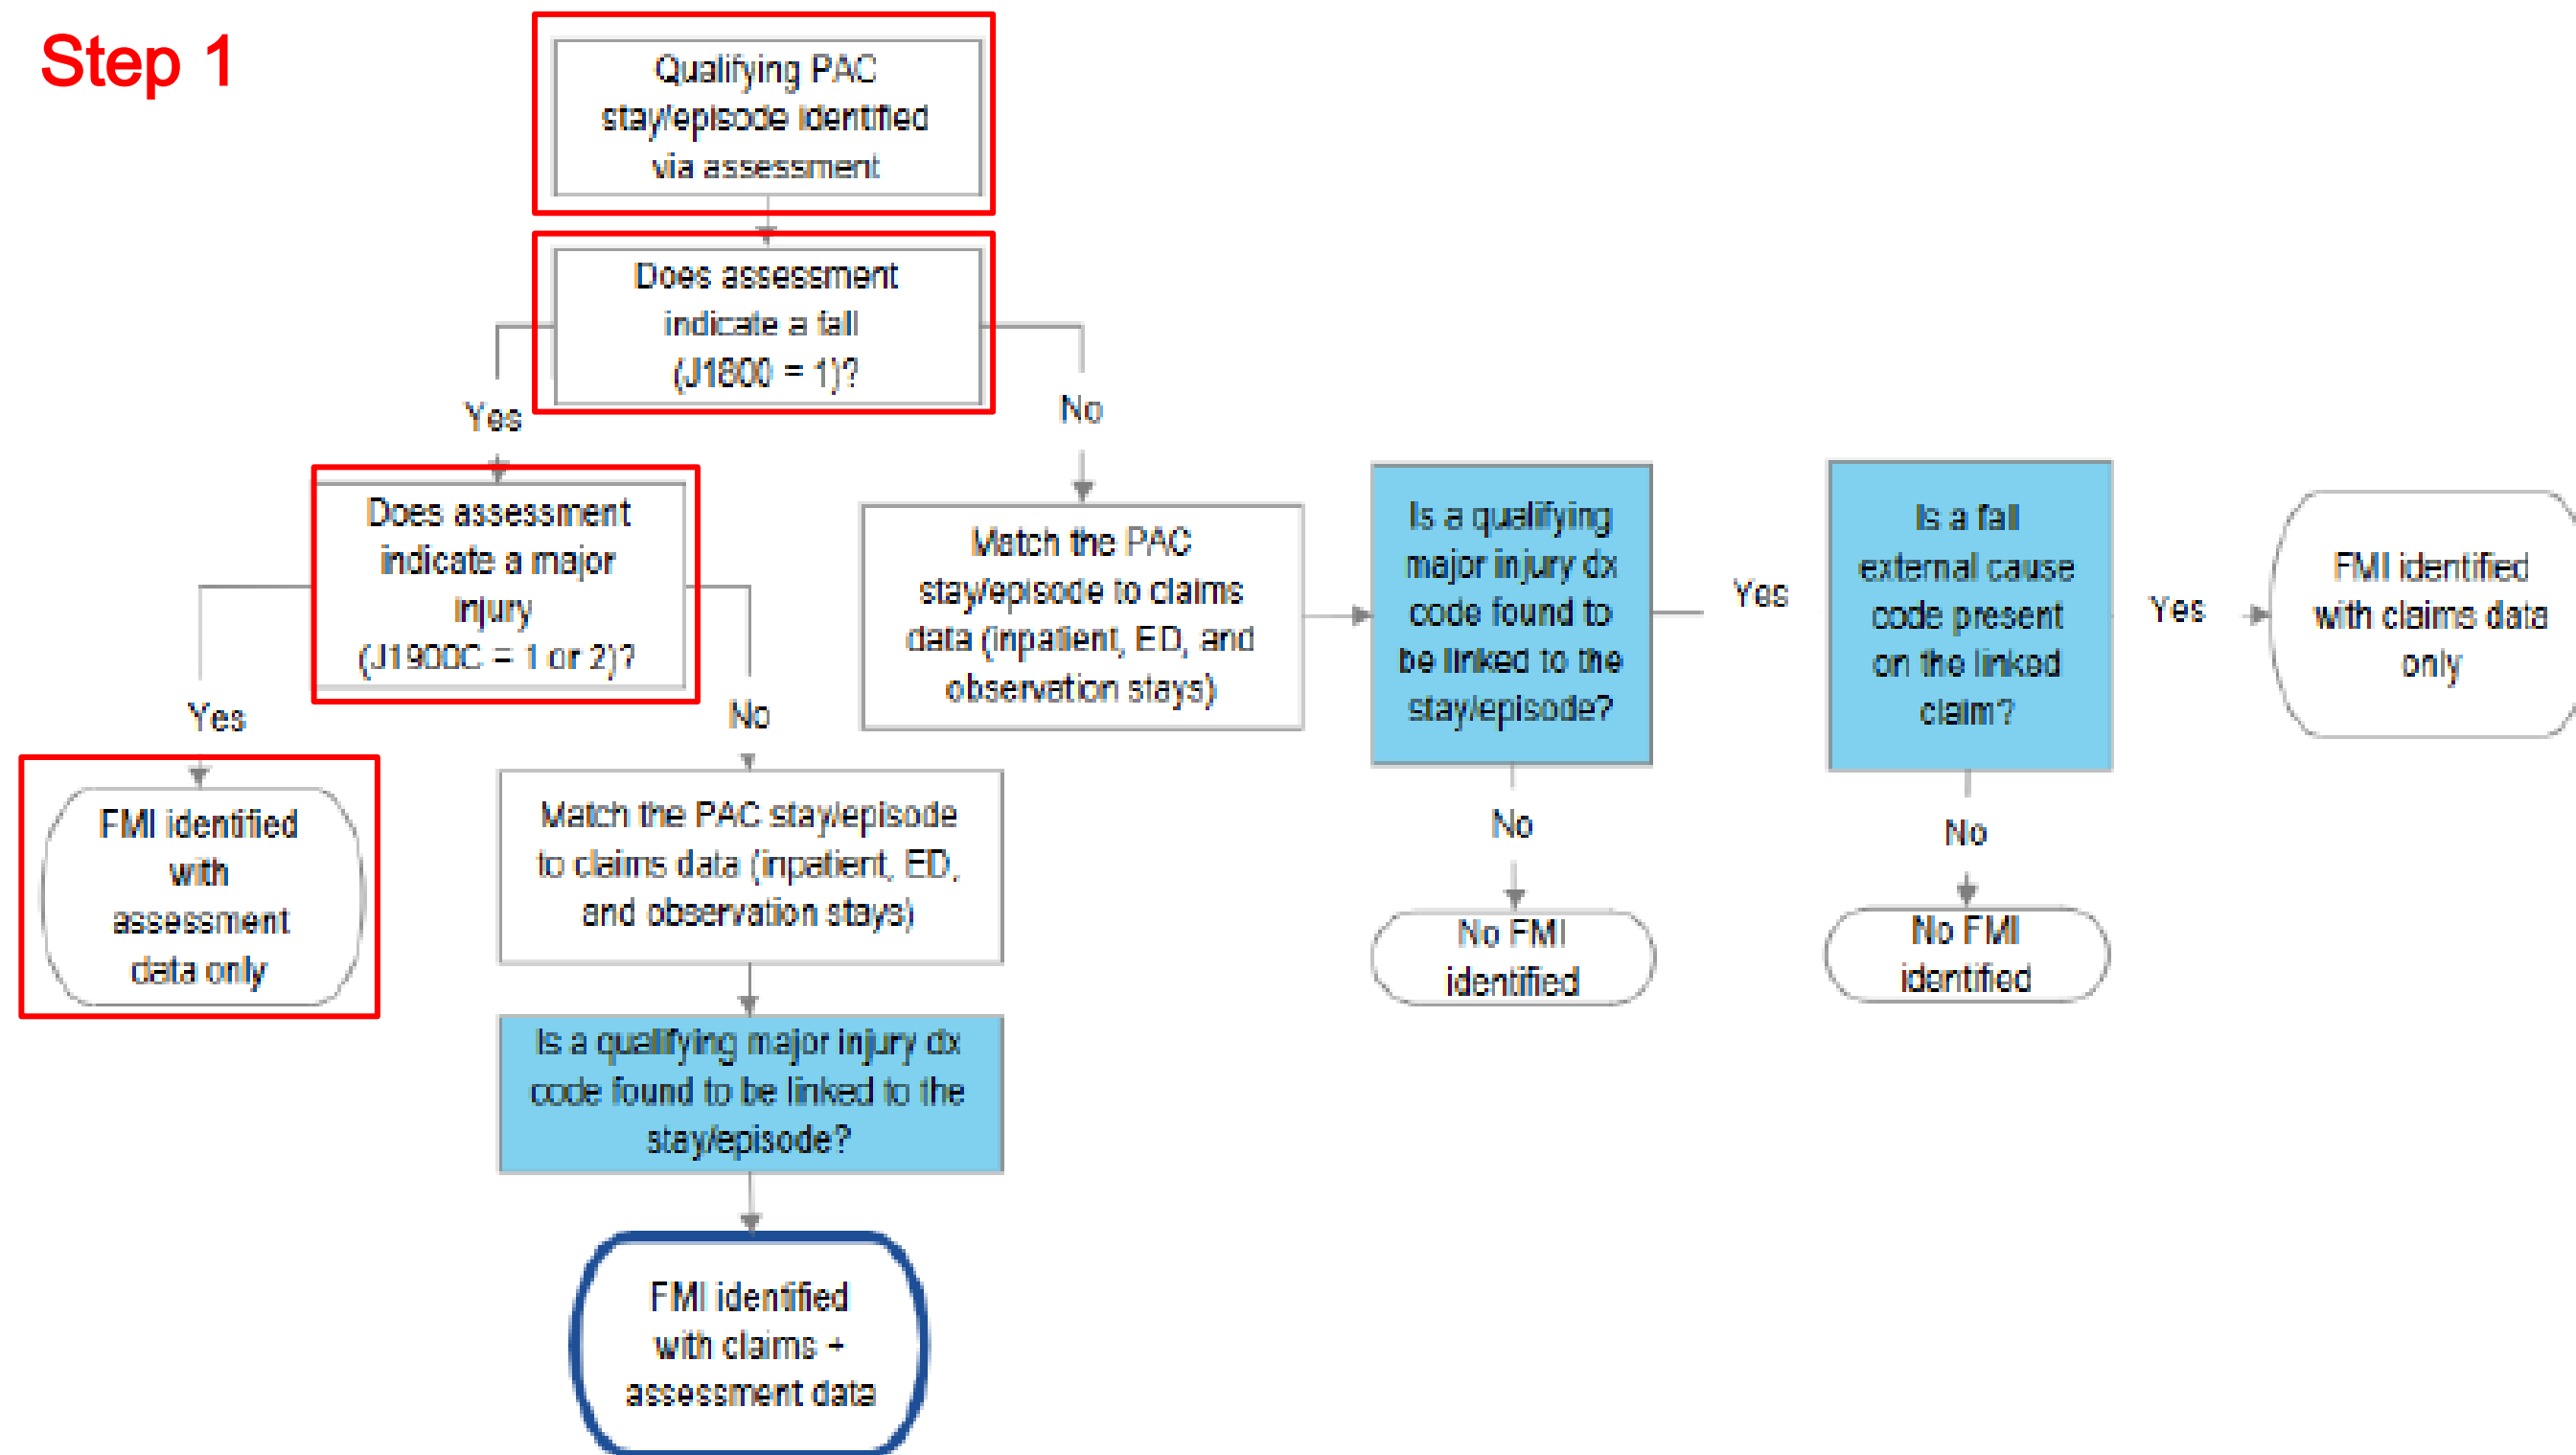 Step 1
Qualifying PAC
stay/episode identified
via assessment
Does assessment
indicate a fall
(J1800 = 1)?
Yes
No
Does assessment
indicate a major
injury
(J1900C = 1 or 2)?
Match the PAC
stay/episode to claims
data (inpatient, ED, and
observation stays)
Is a qualifying
major injury dx
code found to
be linked to the
stay/episode?
Yes
Is a fall
external cause
code present
on the linked
claim?
Yes
FMI identified
with claims data
only
Yes
No
No
No
FMI identified
with
assessment
data only
Match the PAC stay/episode
to claims data (inpatient, ED,
and observation stays)
No FMI
identified
No FMI
identified
Is a qualifying major injury dx
code found to be linked to the
stay/episode?
FMI identified
with claims +
assessment data